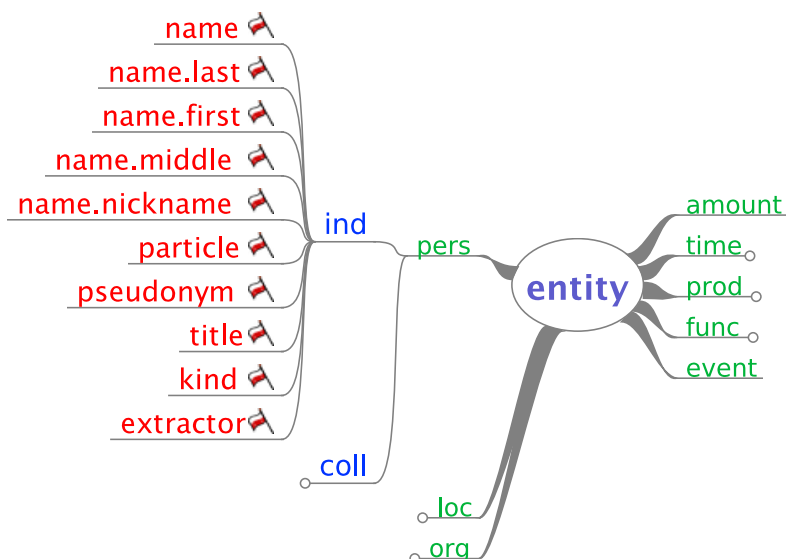 name
name.last
name.first
name.middle
name.nickname
particle
pseudonym
title
kind
extractor
ind
coll
pers
loc
org
entity
amount
time
prod
func
event